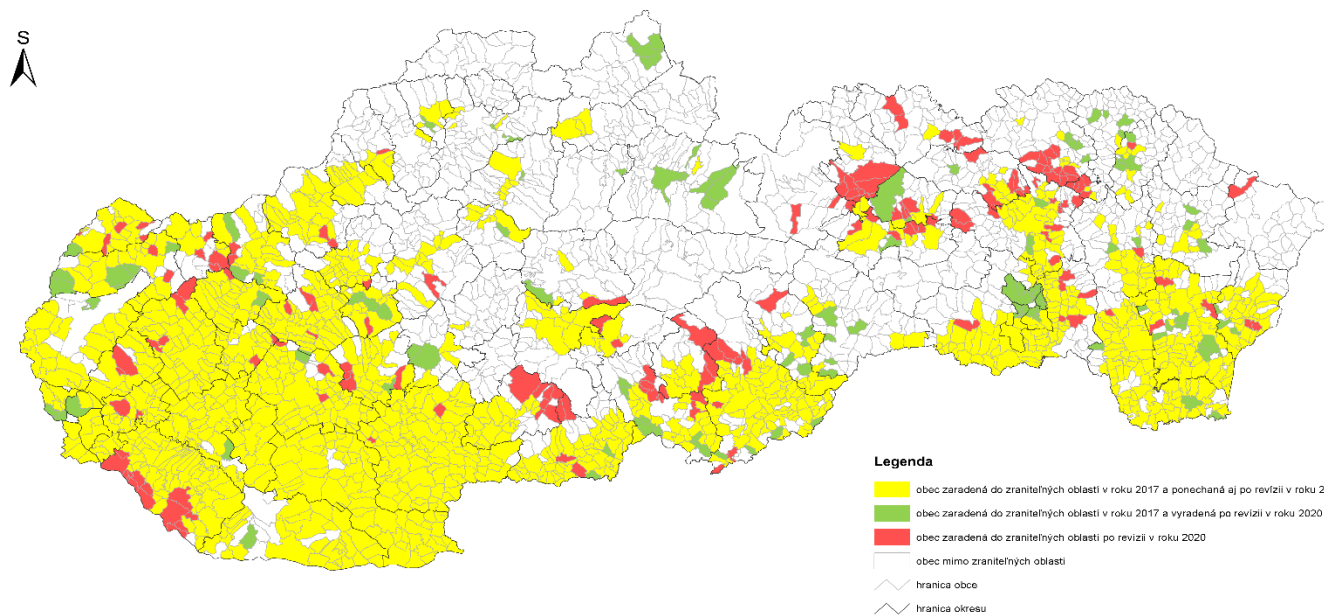 S
Legenda
obec zaradená do zraniteľných oblastí v roku 2017 a ponechaná aj po revízii v roku 2
obec zaradená do zraniteľných oblastí v roku 2017 a vyradená po revízii v roku 2020
obec zaradená do zraniteľných oblastí po revízii v roku 2020
obec mimo zraniteľných oblastí
hranica obce
hranica okresu